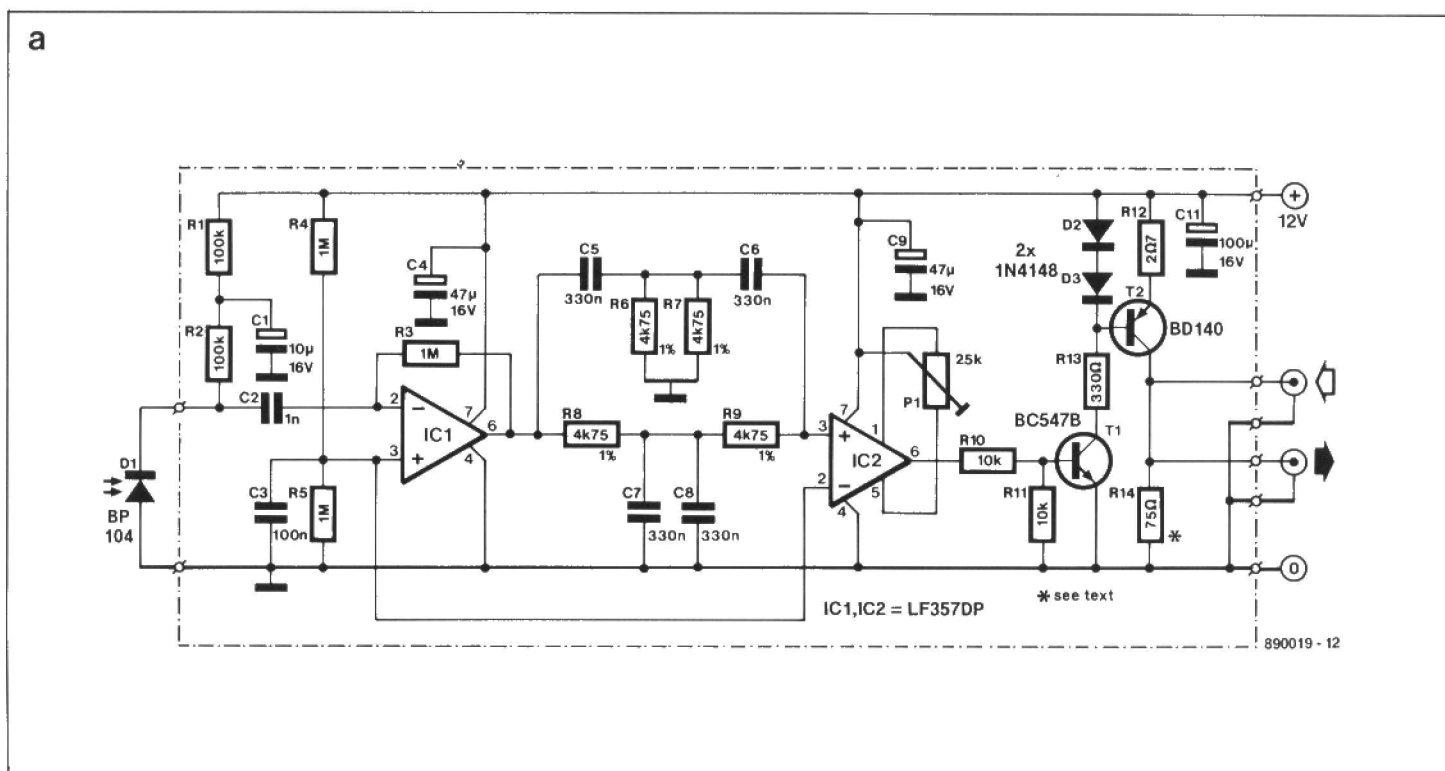 a
R1
100k
R4
1M
R2
100k
C1
10µ
16V
C2
1n
D1
BP
104
C3
100n
R5
1M
C4
47µ
16V
R3
1M
2
−
3
+
IC1
7
6
4
C5
330n
C6
330n
R6
4k75
1%
R7
4k75
1%
R8
4k75
1%
R9
4k75
1%
C7
330n
C8
330n
C9
47µ
16V
25k
P1
3
+
2
−
IC2
7
1
6
5
4
R10
10k
R11
10k
BC547B
T1
D2
D3
2x
1N4148
R12
2Ω7
C11
100µ
16V
T2
BD140
R13
330Ω
R14
75Ω
*
+
12V
0
* see text
IC1,IC2 = LF357DP
890019 - 12